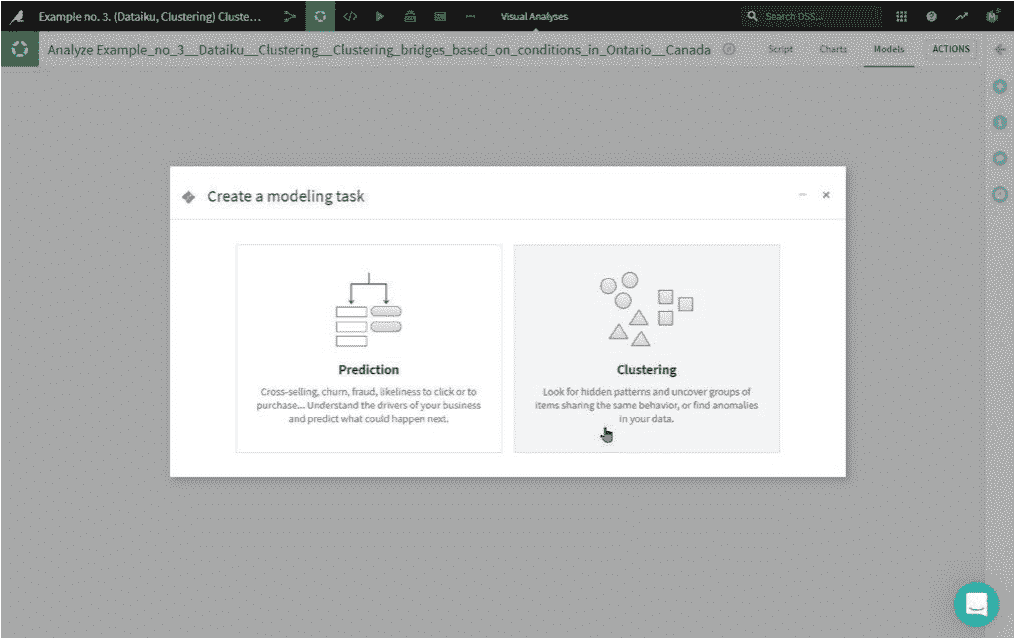 Example no. 3. (Dataiku, Clustering) Cluste...
Visual Analyses
Search DSS...
Analyze Example_no_3__Dataiku__Clustering__Clustering_bridges_based_on_conditions_in_Ontario__Canada
Script
Charts
Models
ACTIONS
Create a modeling task
Prediction
Cross-selling, churn, fraud, likeliness to click or to
purchase... Understand the drivers of your business
and predict what could happen next.
Clustering
Look for hidden patterns and uncover groups of
items sharing the same behavior, or find anomalies
in your data.